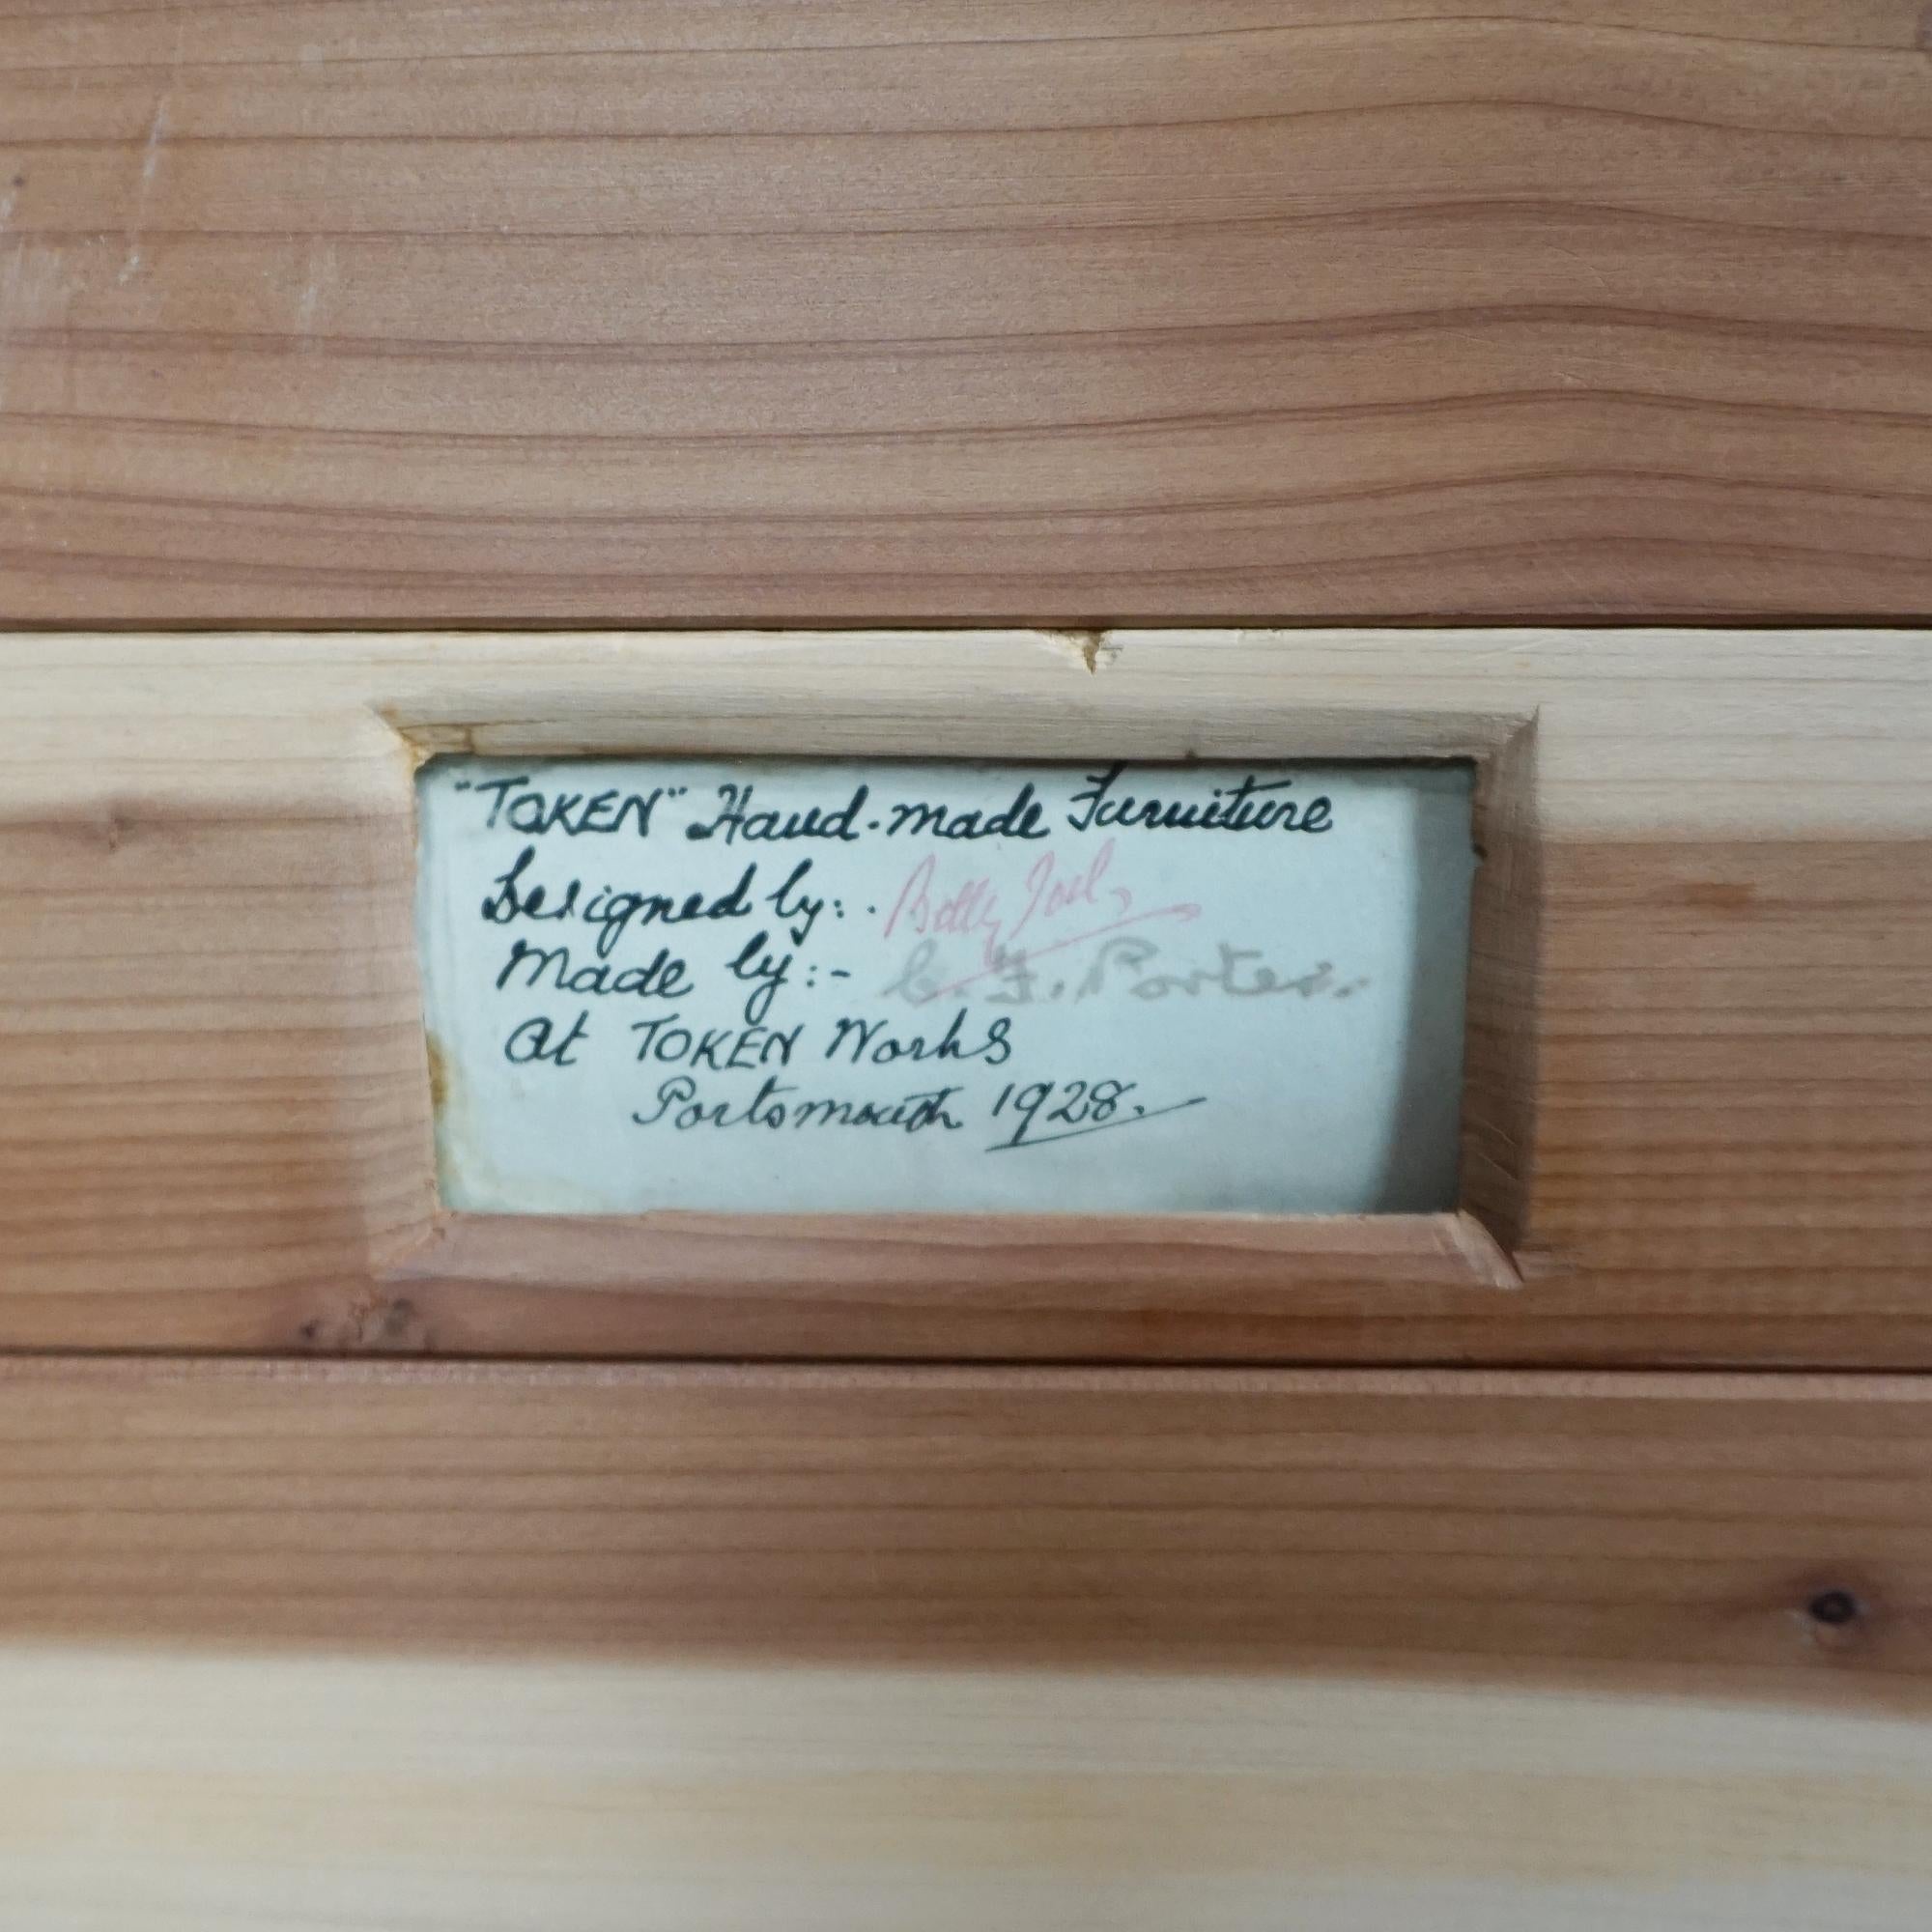 "TOKEN" Hand-made Furniture
Designed by:. Betty Joel,
Made by:- C. F. Porter.
At TOKEN Works
Portsmouth 1928.